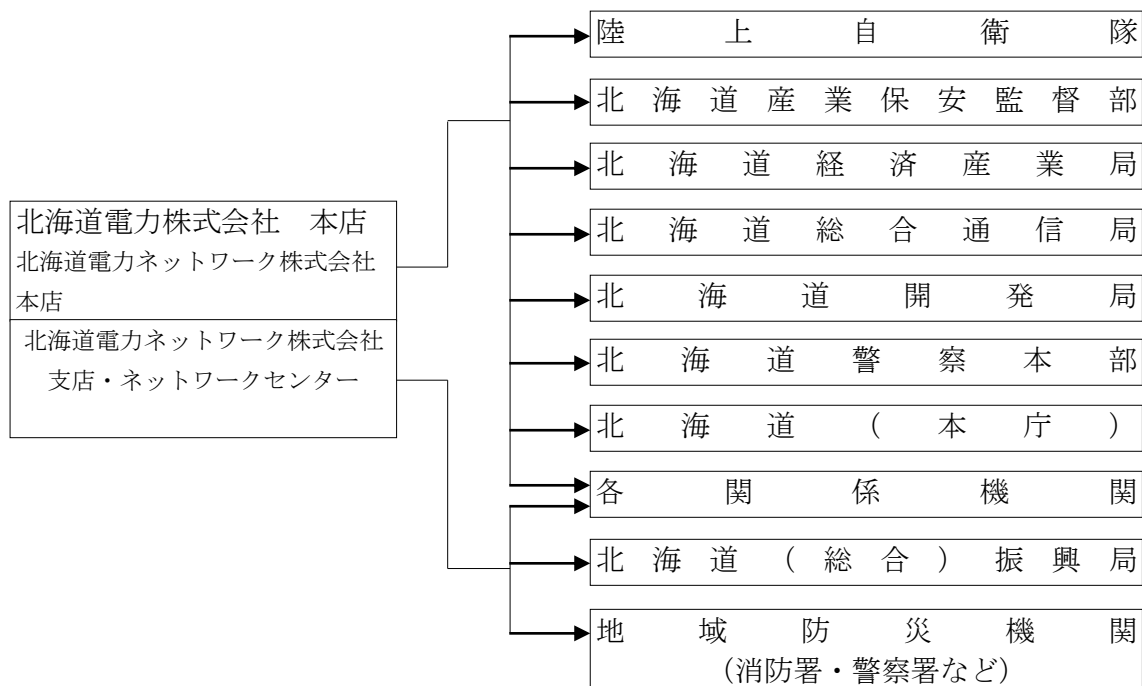 陸上自衛隊
北海道産業保安監督部
北海道経済産業局
北海道電力株式会社　本店
北海道電力ネットワーク株式会社
本店
北海道総合通信局
北海道開発局
北海道電力ネットワーク株式会社
支店・ネットワークセンター
北海道警察本部
北海道（本庁）
各関係機関
北海道（総合）振興局
地域防災機関
（消防署・警察署など）